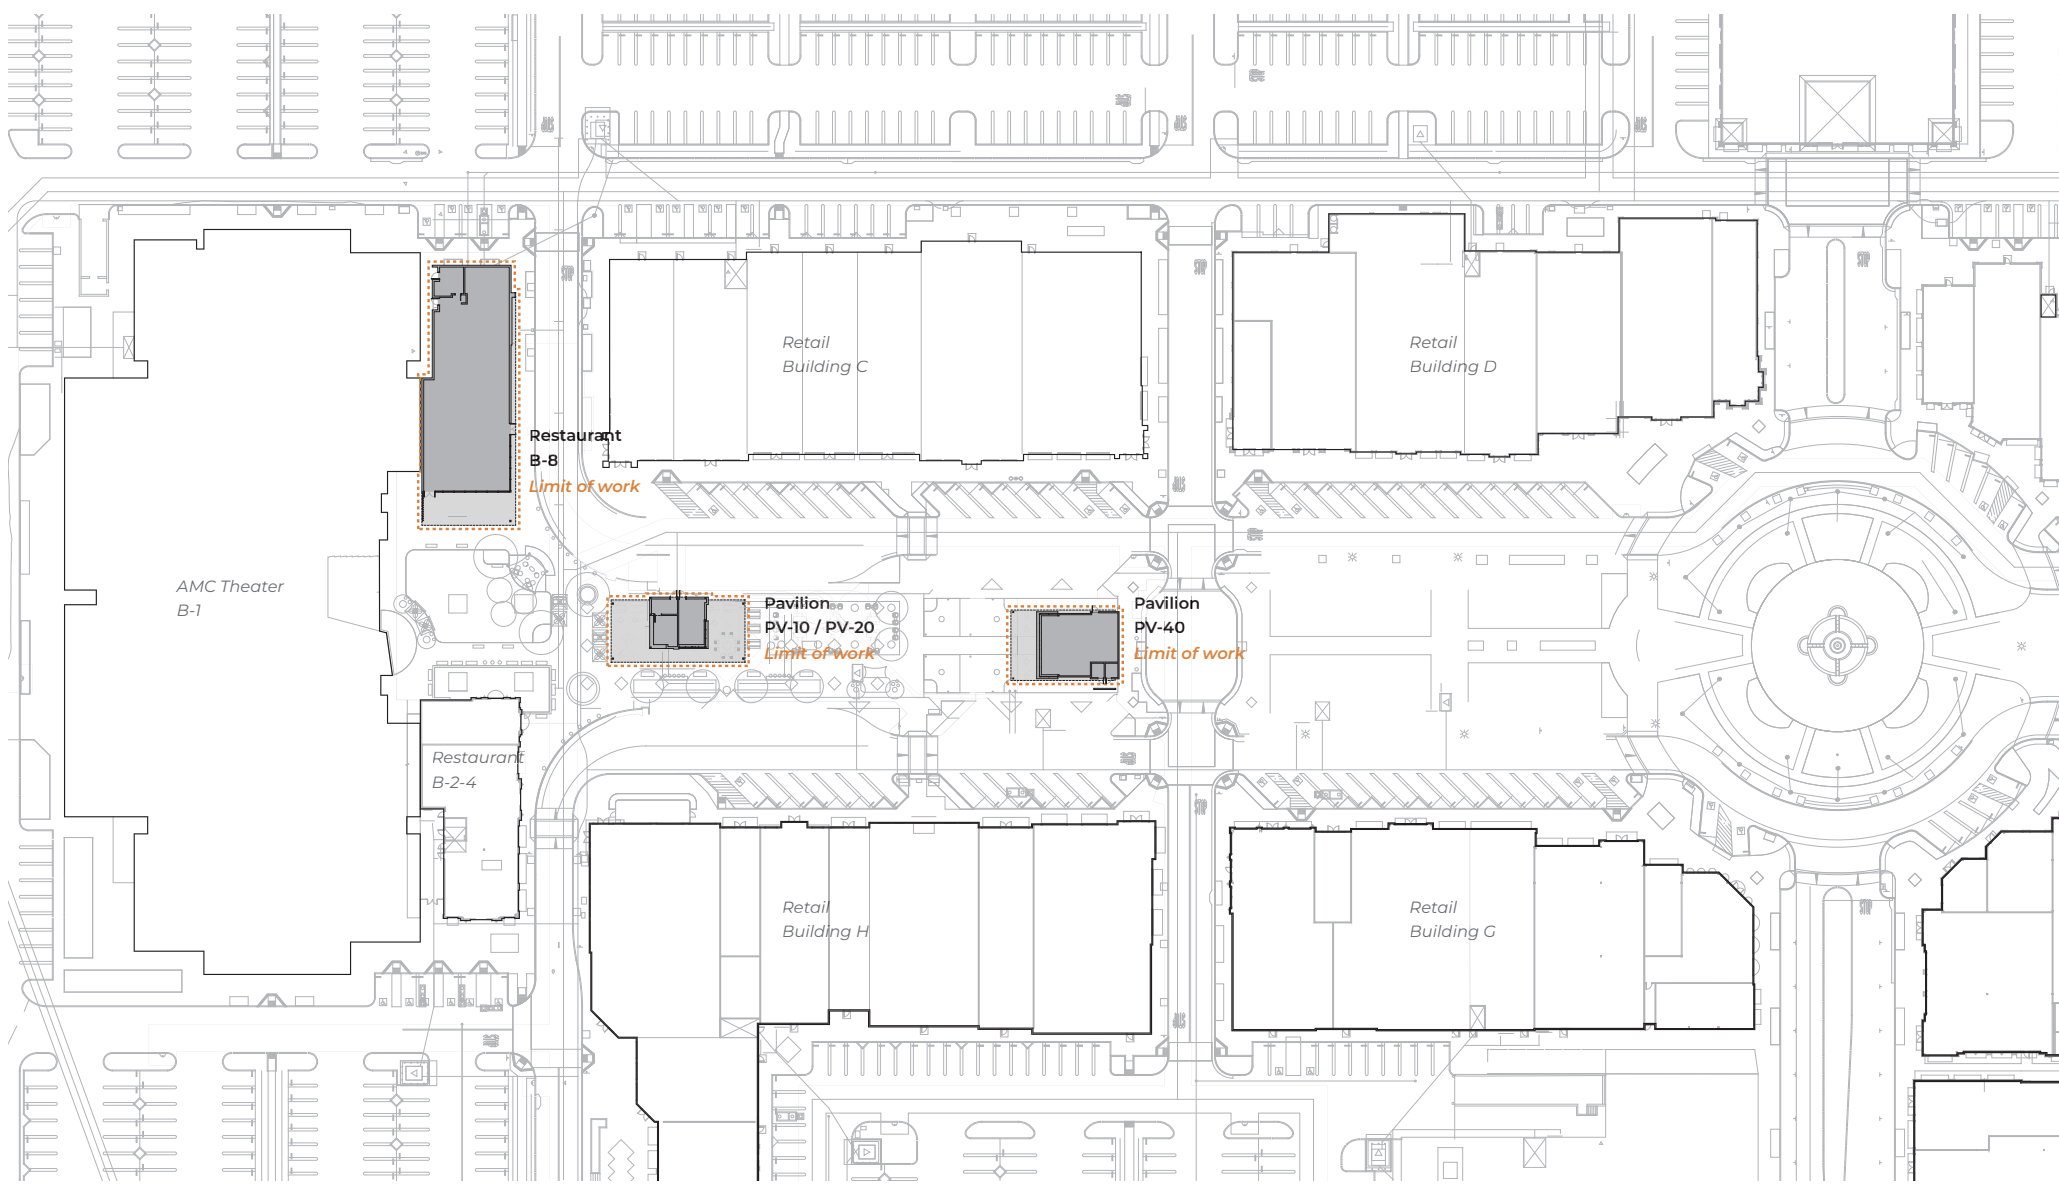 Retail
Building C
Retail
Building D
Restaurant
B-8
Limit of work
AMC Theater
B-1
Pavilion
PV-10 / PV-20
Limit of work
Pavilion
PV-40
Limit of work
Restaurant
B-2-4
Retail
Building H
Retail
Building G